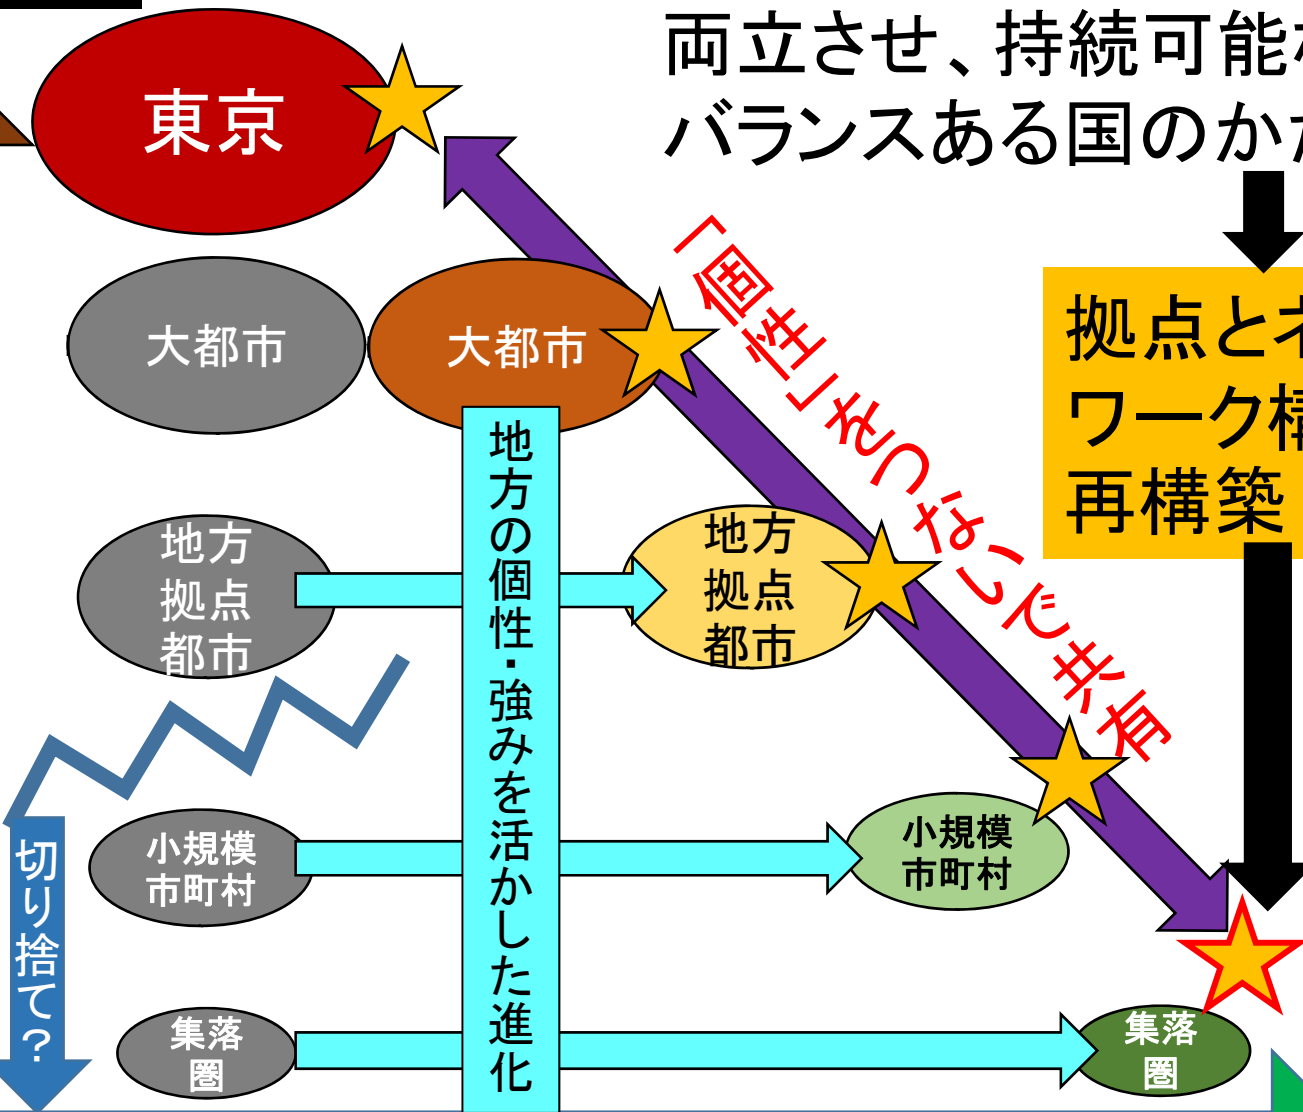 両立させ、持続可能
バランスある国のか
東京
大都市
大都市
「個性」をつないで共有
拠点とネ
ワーク構
再構築
地方の個性・強みを活かした進化
地方
拠点
都市
地方
拠点
都市
小規模
市町村
小規模
市町村
切り捨て？
集落
圏
集落
圏